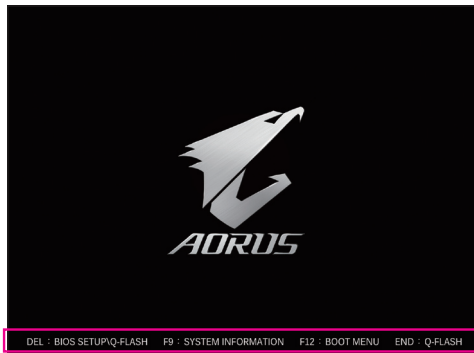 AORUS
DEL : BIOS SETUP\Q-FLASH F9 : SYSTEM INFORMATION F12 : BOOT MENU END : Q-FLASH